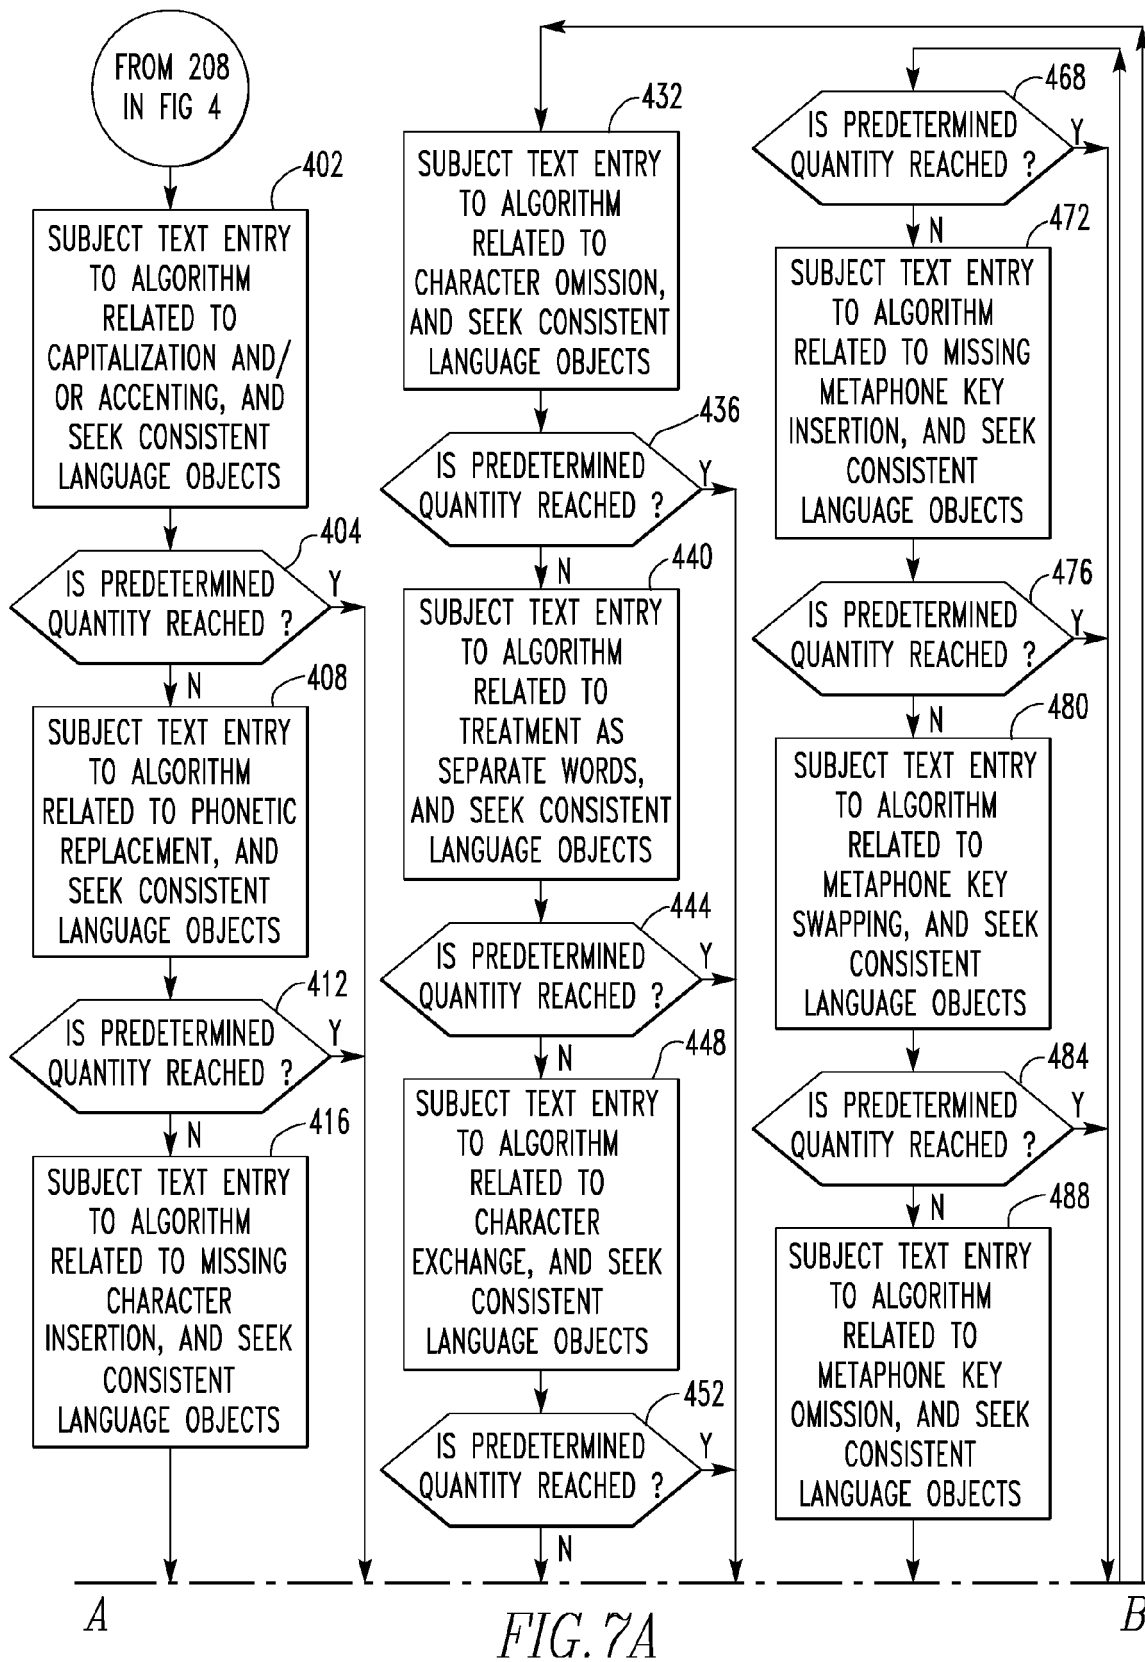 FROM 208
IN FIG 4
402
SUBJECT TEXT ENTRY
TO ALGORITHM
RELATED TO
CAPITALIZATION AND/
OR ACCENTING, AND
SEEK CONSISTENT
LANGUAGE OBJECTS
404
IS PREDETERMINED
QUANTITY REACHED ?
Y
N
408
SUBJECT TEXT ENTRY
TO ALGORITHM
RELATED TO PHONETIC
REPLACEMENT, AND
SEEK CONSISTENT
LANGUAGE OBJECTS
412
IS PREDETERMINED
QUANTITY REACHED ?
Y
N
416
SUBJECT TEXT ENTRY
TO ALGORITHM
RELATED TO MISSING
CHARACTER
INSERTION, AND SEEK
CONSISTENT
LANGUAGE OBJECTS
432
SUBJECT TEXT ENTRY
TO ALGORITHM
RELATED TO
CHARACTER OMISSION,
AND SEEK CONSISTENT
LANGUAGE OBJECTS
436
IS PREDETERMINED
QUANTITY REACHED ?
Y
N
440
SUBJECT TEXT ENTRY
TO ALGORITHM
RELATED TO
TREATMENT AS
SEPARATE WORDS,
AND SEEK CONSISTENT
LANGUAGE OBJECTS
444
IS PREDETERMINED
QUANTITY REACHED ?
Y
N
448
SUBJECT TEXT ENTRY
TO ALGORITHM
RELATED TO
CHARACTER
EXCHANGE, AND SEEK
CONSISTENT
LANGUAGE OBJECTS
452
IS PREDETERMINED
QUANTITY REACHED ?
Y
N
468
IS PREDETERMINED
QUANTITY REACHED ?
Y
N
472
SUBJECT TEXT ENTRY
TO ALGORITHM
RELATED TO MISSING
METAPHONE KEY
INSERTION, AND SEEK
CONSISTENT
LANGUAGE OBJECTS
476
IS PREDETERMINED
QUANTITY REACHED ?
Y
N
480
SUBJECT TEXT ENTRY
TO ALGORITHM
RELATED TO
METAPHONE KEY
SWAPPING, AND SEEK
CONSISTENT
LANGUAGE OBJECTS
484
IS PREDETERMINED
QUANTITY REACHED ?
Y
N
488
SUBJECT TEXT ENTRY
TO ALGORITHM
RELATED TO
METAPHONE KEY
OMISSION, AND SEEK
CONSISTENT
LANGUAGE OBJECTS
A
B
FIG. 7A